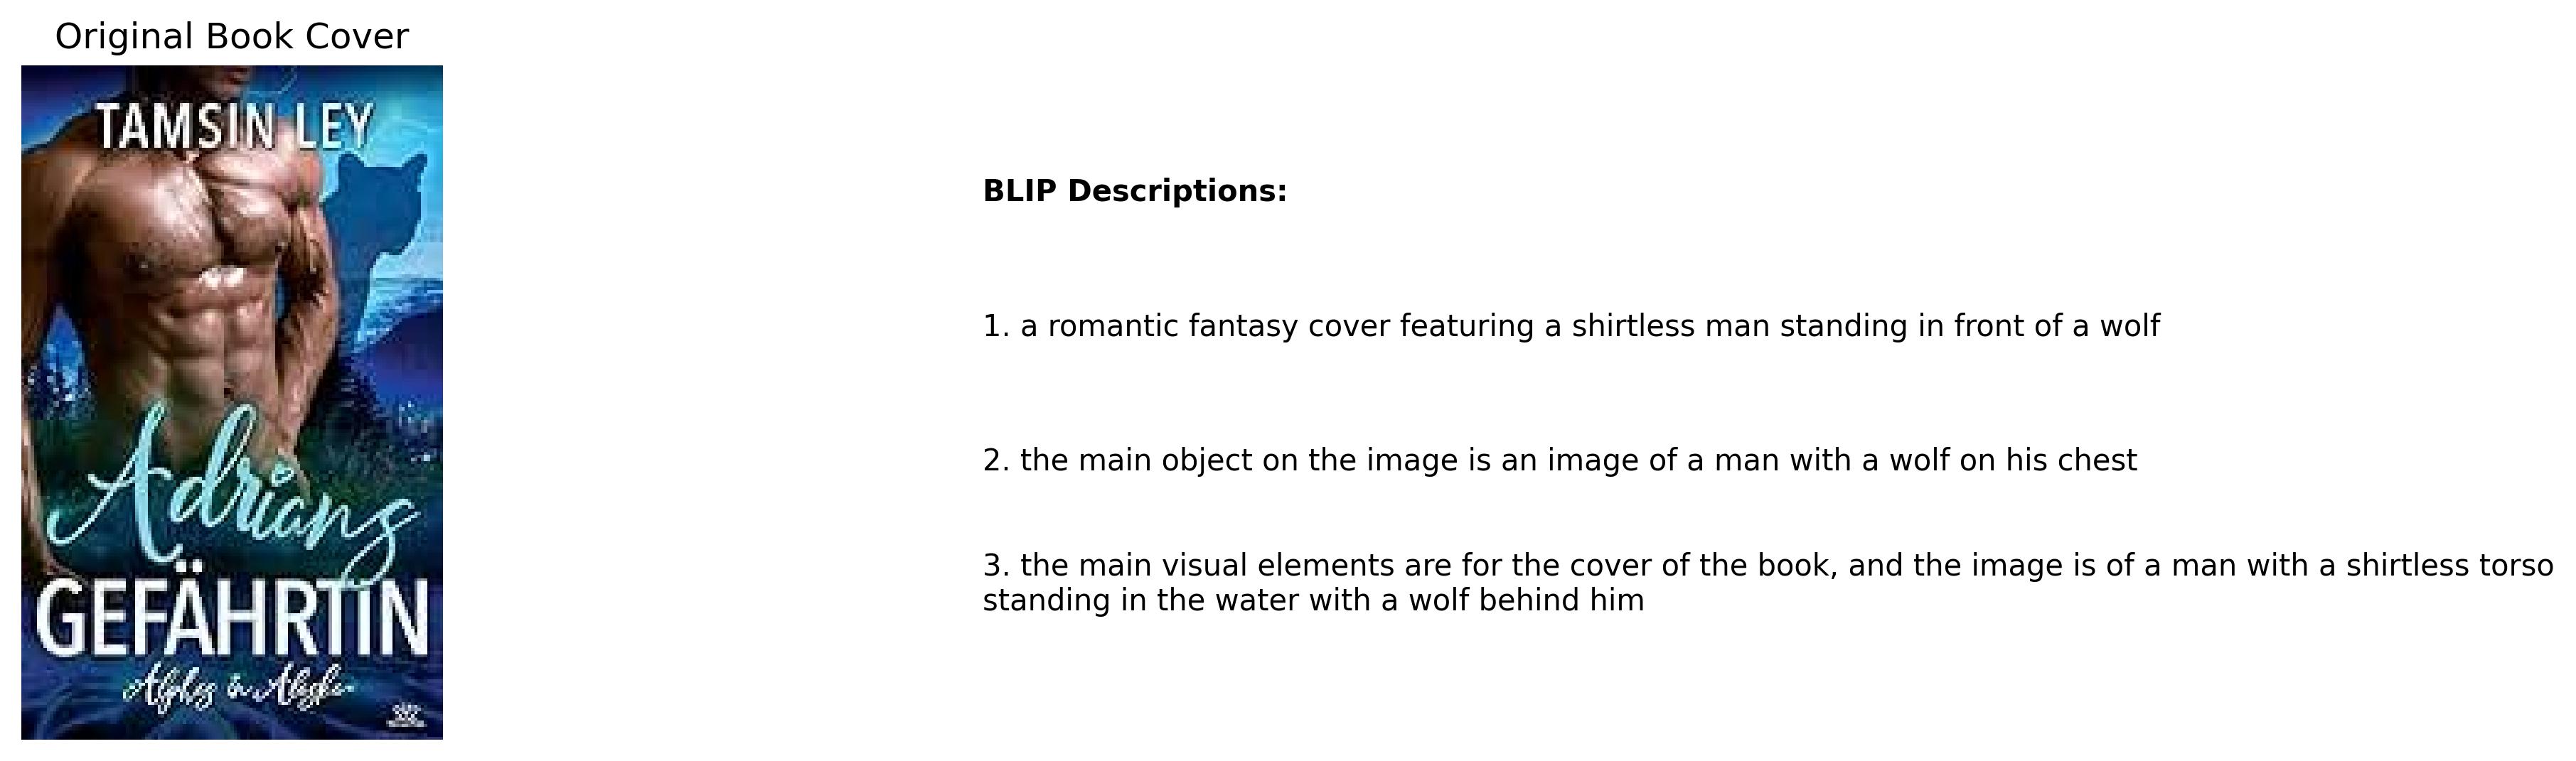 Original Book Cover
TAMSIN LEY
Adrians
GEFÄHRTIN
Alphas in Alaska
BLIP Descriptions:
1. a romantic fantasy cover featuring a shirtless man standing in front of a wolf
2. the main object on the image is an image of a man with a wolf on his chest
3. the main visual elements are for the cover of the book, and the image is of a man with a shirtless torso
standing in the water with a wolf behind him